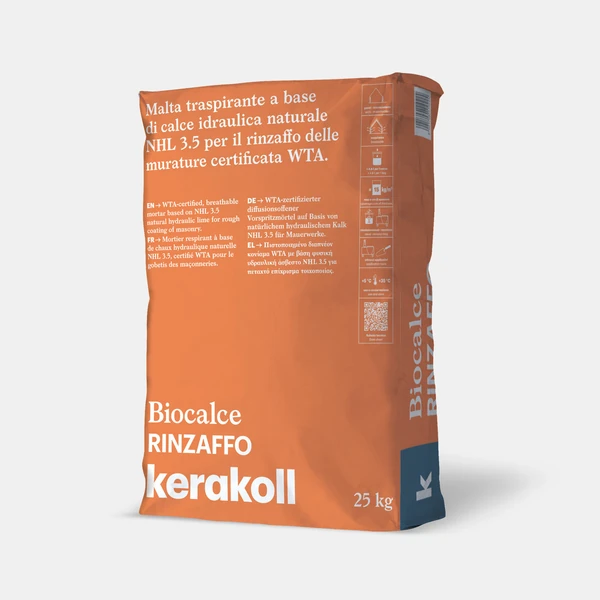 Malta traspirante a base
di calce idraulica naturale
NHL 3.5 per il rinzaffo delle
murature certificata WTA.
EN → WTA-certified, breathable
mortar based on NHL 3.5
natural hydraulic lime for rough
coating of masonry.
FR → Mortier respirant à base
de chaux hydraulique naturelle
NHL 3.5, certifié WTA pour le
gobetis des maçonneries.
DE → WTA-zertifizierter
diffusionsoffener
Vorspritzmörtel auf Basis von
natürlichem hydraulischem Kalk
NHL 3.5 für Mauerwerke.
EL → Πιστοποιημένο διαπνέον
κονίαμα WTA με βάση φυσική
υδραυλική άσβεστο NHL 3.5 για
πεταχτό επίχρισμα τοιχοποιίας.
Biocalce
RINZAFFO
kerakoll
25 kg
Biocalce
RINZAFFO
k